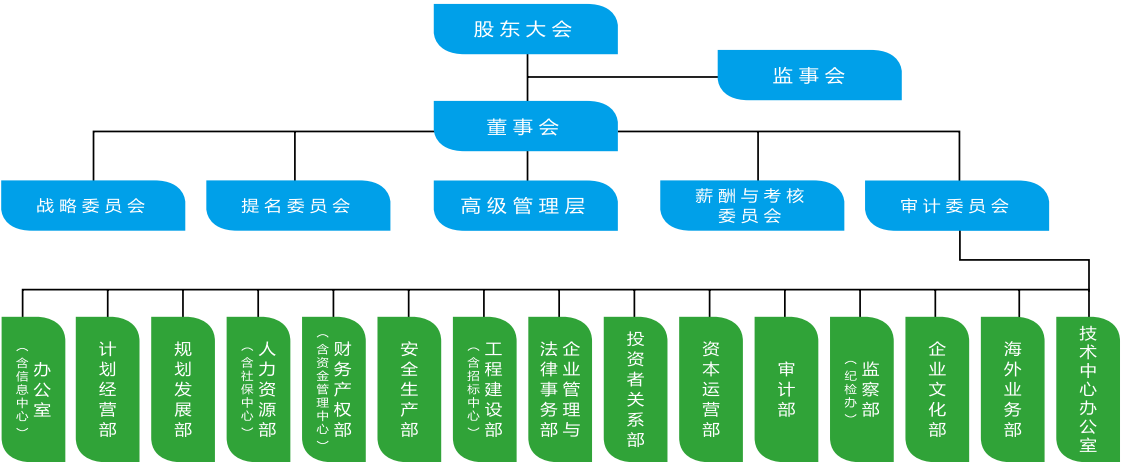 股东大会
监事会
董事会
战略委员会
提名委员会
高级管理层
薪酬与考核
委员会
审计委员会
办公室
（含信息中心）
计划经营部
规划发展部
人力资源部
（含社保中心）
财务产权部
（含资金管理中心）
安全生产部
工程建设部
（含招标中心）
企业管理与
法律事务部
投资者关系部
资本运营部
审计部
监察部
（纪检办）
企业文化部
海外业务部
技术中心办公室